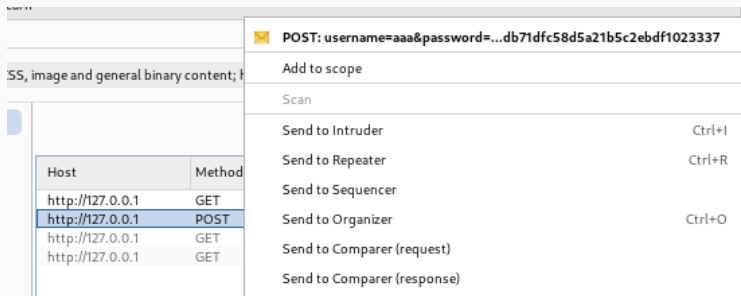 POST: username=aaa&password=...db71dfc58d5a21b5c2ebdf1023337
Add to scope
SS, image and general binary content; h
Scan
Send to Intruder Ctrl+I
Send to Repeater Ctrl+R
Host Method
Send to Sequencer
http://127.0.0.1 GET
http://127.0.0.1 POST
Send to Organizer Ctrl+O
http://127.0.0.1 GET
Send to Comparer (request)
http://127.0.0.1 GET
Send to Comparer (response)